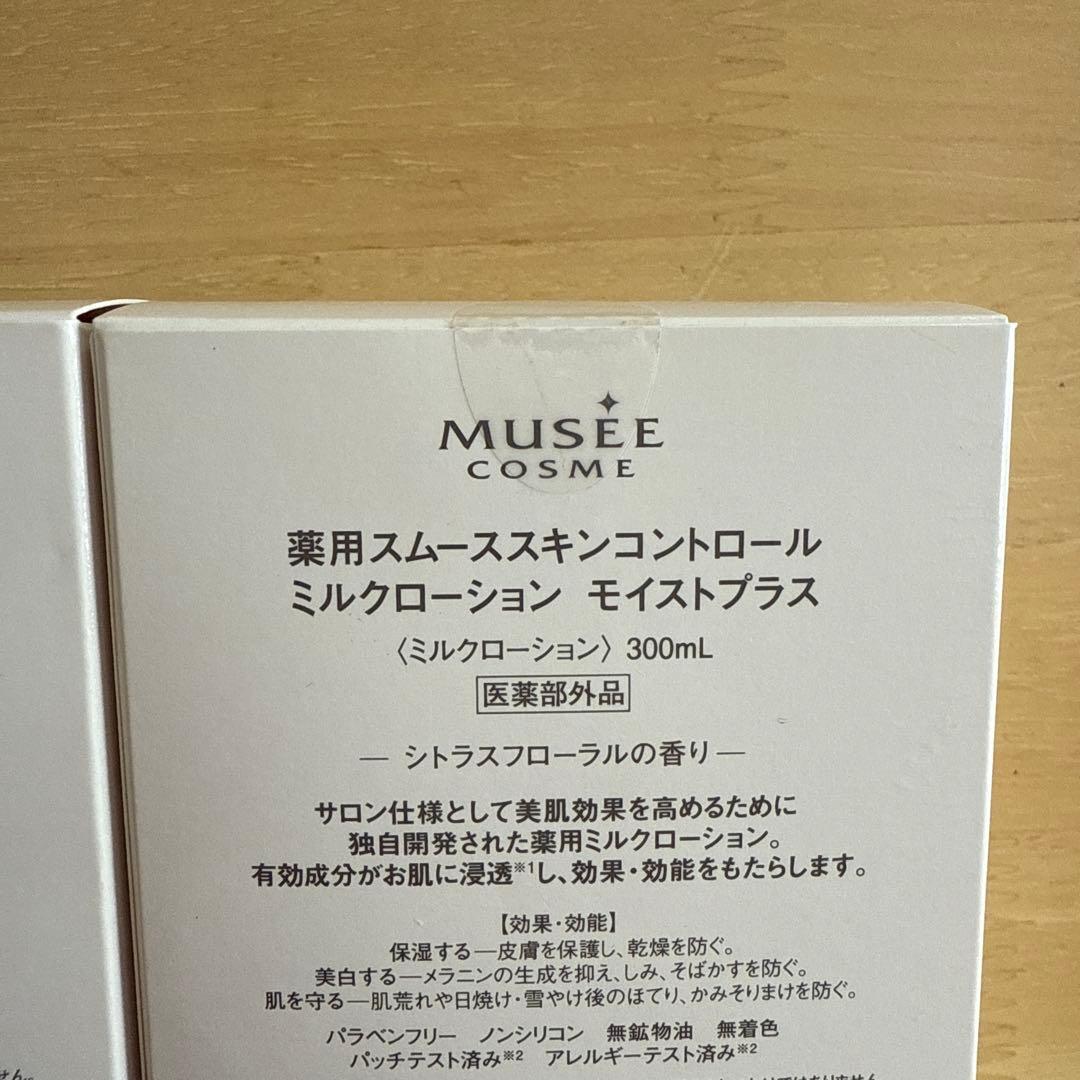 MUSÉE
COSME
薬用スムーススキンコントロール
ミルクローション モイストプラス
〈ミルクローション〉 300mL
医薬部外品
― シトラスフローラルの香り ―
サロン仕様として美肌効果を高めるために
独自開発された薬用ミルクローション。
有効成分がお肌に浸透※1し、効果・効能をもたらします。
【効果・効能】
保湿する―皮膚を保護し、乾燥を防ぐ。
美白する―メラニンの生成を抑え、しみ、そばかすを防ぐ。
肌を守る―肌荒れや日焼け・雪やけ後のほてり、かみそりまけを防ぐ。
パラベンフリー ノンシリコン 無鉱物油 無着色
パッチテスト済み※2 アレルギーテスト済み※2